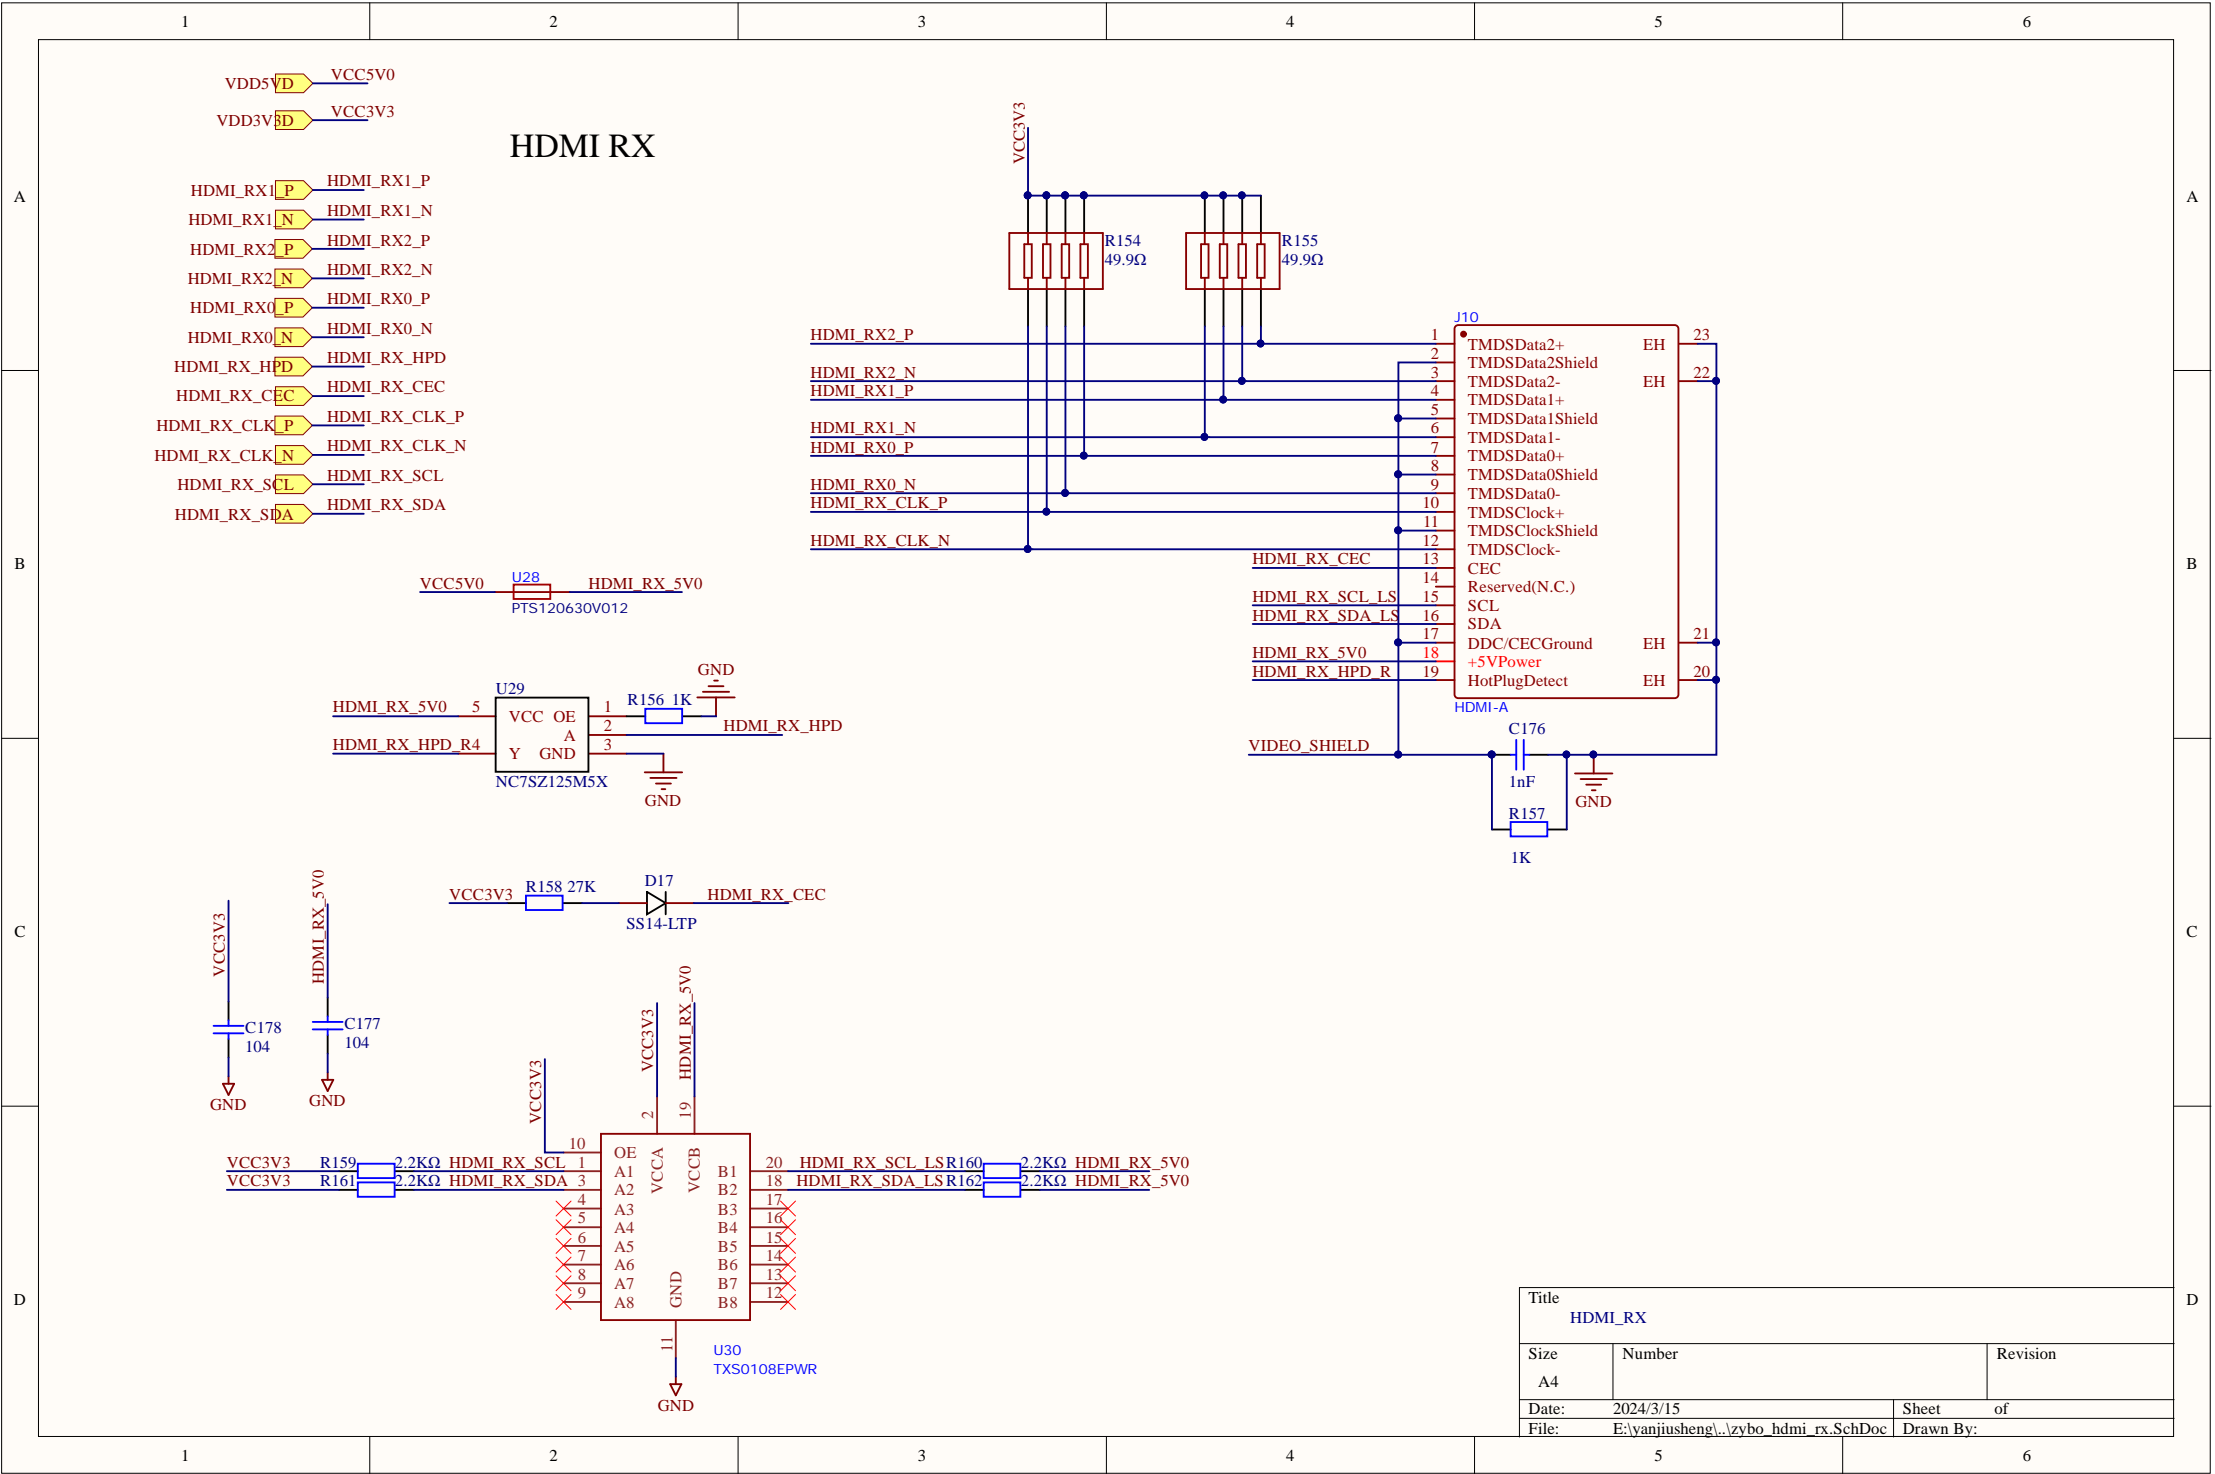 1 2 3 4 5 6
A A
B B
C C
D D
VDD5VD VCC5V0
VDD3V3D VCC3V3
HDMI RX
HDMI_RX1_P HDMI_RX1_P
HDMI_RX1_N HDMI_RX1_N
HDMI_RX2_P HDMI_RX2_P
HDMI_RX2_N HDMI_RX2_N
HDMI_RX0_P HDMI_RX0_P
HDMI_RX0_N HDMI_RX0_N
HDMI_RX_HPD HDMI_RX_HPD
HDMI_RX_CEC HDMI_RX_CEC
HDMI_RX_CLK_P HDMI_RX_CLK_P
HDMI_RX_CLK_N HDMI_RX_CLK_N
HDMI_RX_SCL HDMI_RX_SCL
HDMI_RX_SDA HDMI_RX_SDA
VCC3V3
R154
49.9Ω
R155
49.9Ω
J10
HDMI_RX2_P 1 TMDSData2+ EH 23
2 TMDSData2Shield
HDMI_RX2_N 3 TMDSData2- EH 22
HDMI_RX1_P 4 TMDSData1+
5 TMDSData1Shield
HDMI_RX1_N 6 TMDSData1-
HDMI_RX0_P 7 TMDSData0+
8 TMDSData0Shield
HDMI_RX0_N 9 TMDSData0-
HDMI_RX_CLK_P 10 TMDSClock+
11 TMDSClockShield
HDMI_RX_CLK_N 12 TMDSClock-
HDMI_RX_CEC 13 CEC
14 Reserved(N.C.)
HDMI_RX_SCL_LS 15 SCL
HDMI_RX_SDA_LS 16 SDA
17 DDC/CECGround EH 21
HDMI_RX_5V0 18 +5VPower
HDMI_RX_HPD_R 19 HotPlugDetect EH 20
HDMI-A
VIDEO_SHIELD
C176
1nF
GND
R157
1K
VCC5V0 U28 HDMI_RX_5V0
PTS120630V012
U29
HDMI_RX_5V0 5 VCC OE 1 R156 1K GND
A 2 HDMI_RX_HPD
HDMI_RX_HPD_R 4 Y GND 3
NC7SZ125M5X
GND
VCC3V3 R158 27K D17 HDMI_RX_CEC
SS14-LTP
VCC3V3
C178
104
GND
HDMI_RX_5V0
C177
104
GND
VCC3V3
VCC3V3
HDMI_RX_5V0
2 19
VCCA VCCB
10 OE
VCC3V3 R159 2.2KΩ HDMI_RX_SCL 1 A1 B1 20 HDMI_RX_SCL_LS R160 2.2KΩ HDMI_RX_5V0
VCC3V3 R161 2.2KΩ HDMI_RX_SDA 3 A2 B2 18 HDMI_RX_SDA_LS R162 2.2KΩ HDMI_RX_5V0
4 A3 B3 17
5 A4 B4 16
6 A5 B5 15
7 A6 B6 14
8 A7 B7 13
9 A8 B8 12
GND
11
GND
U30
TXS0108EPWR
Title
HDMI_RX
Size Number Revision
A4
Date: 2024/3/15 Sheet of
File: E:\yanjiusheng\..\zybo_hdmi_rx.SchDoc Drawn By:
1 2 3 4 5 6